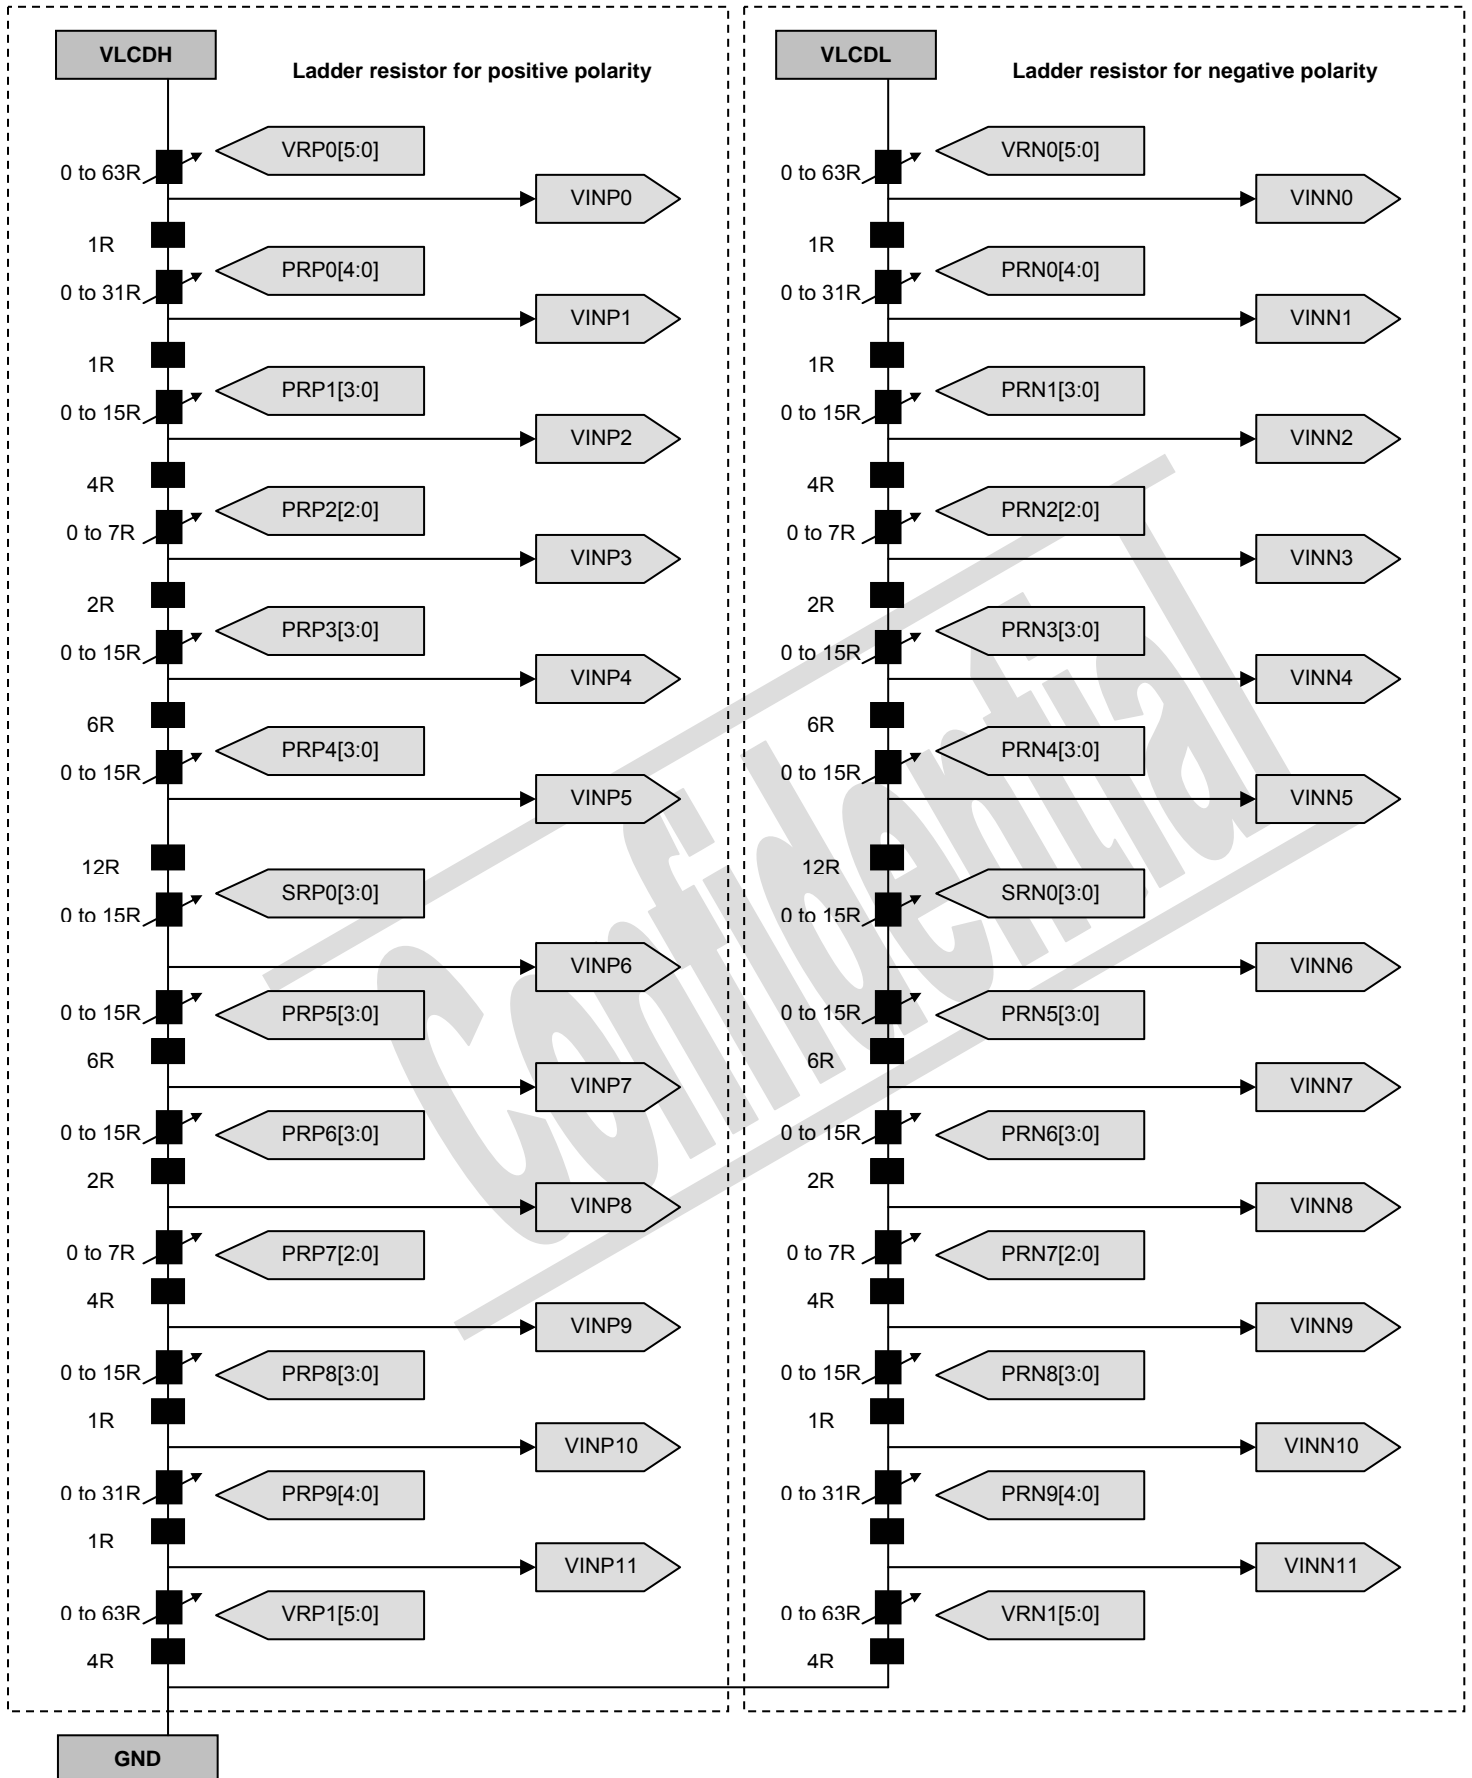 VLCDH
Ladder resistor for positive polarity
VRP0[5:0]
0 to 63R
VINP0
1R
PRP0[4:0]
0 to 31R
VINP1
1R
PRP1[3:0]
0 to 15R
VINP2
4R
PRP2[2:0]
0 to 7R
VINP3
2R
PRP3[3:0]
0 to 15R
VINP4
6R
PRP4[3:0]
0 to 15R
VINP5
12R
SRP0[3:0]
0 to 15R
VINP6
0 to 15R
PRP5[3:0]
6R
VINP7
0 to 15R
PRP6[3:0]
2R
VINP8
0 to 7R
PRP7[2:0]
4R
VINP9
0 to 15R
PRP8[3:0]
1R
VINP10
0 to 31R
PRP9[4:0]
1R
VINP11
0 to 63R
VRP1[5:0]
4R
GND
VLCDL
Ladder resistor for negative polarity
VRN0[5:0]
0 to 63R
VINN0
1R
PRN0[4:0]
0 to 31R
VINN1
1R
PRN1[3:0]
0 to 15R
VINN2
4R
PRN2[2:0]
0 to 7R
VINN3
2R
PRN3[3:0]
0 to 15R
VINN4
6R
PRN4[3:0]
0 to 15R
VINN5
12R
SRN0[3:0]
0 to 15R
VINN6
0 to 15R
PRN5[3:0]
6R
VINN7
0 to 15R
PRN6[3:0]
2R
VINN8
0 to 7R
PRN7[2:0]
4R
VINN9
0 to 15R
PRN8[3:0]
1R
VINN10
0 to 31R
PRN9[4:0]
VINN11
0 to 63R
VRN1[5:0]
4R
Confidential